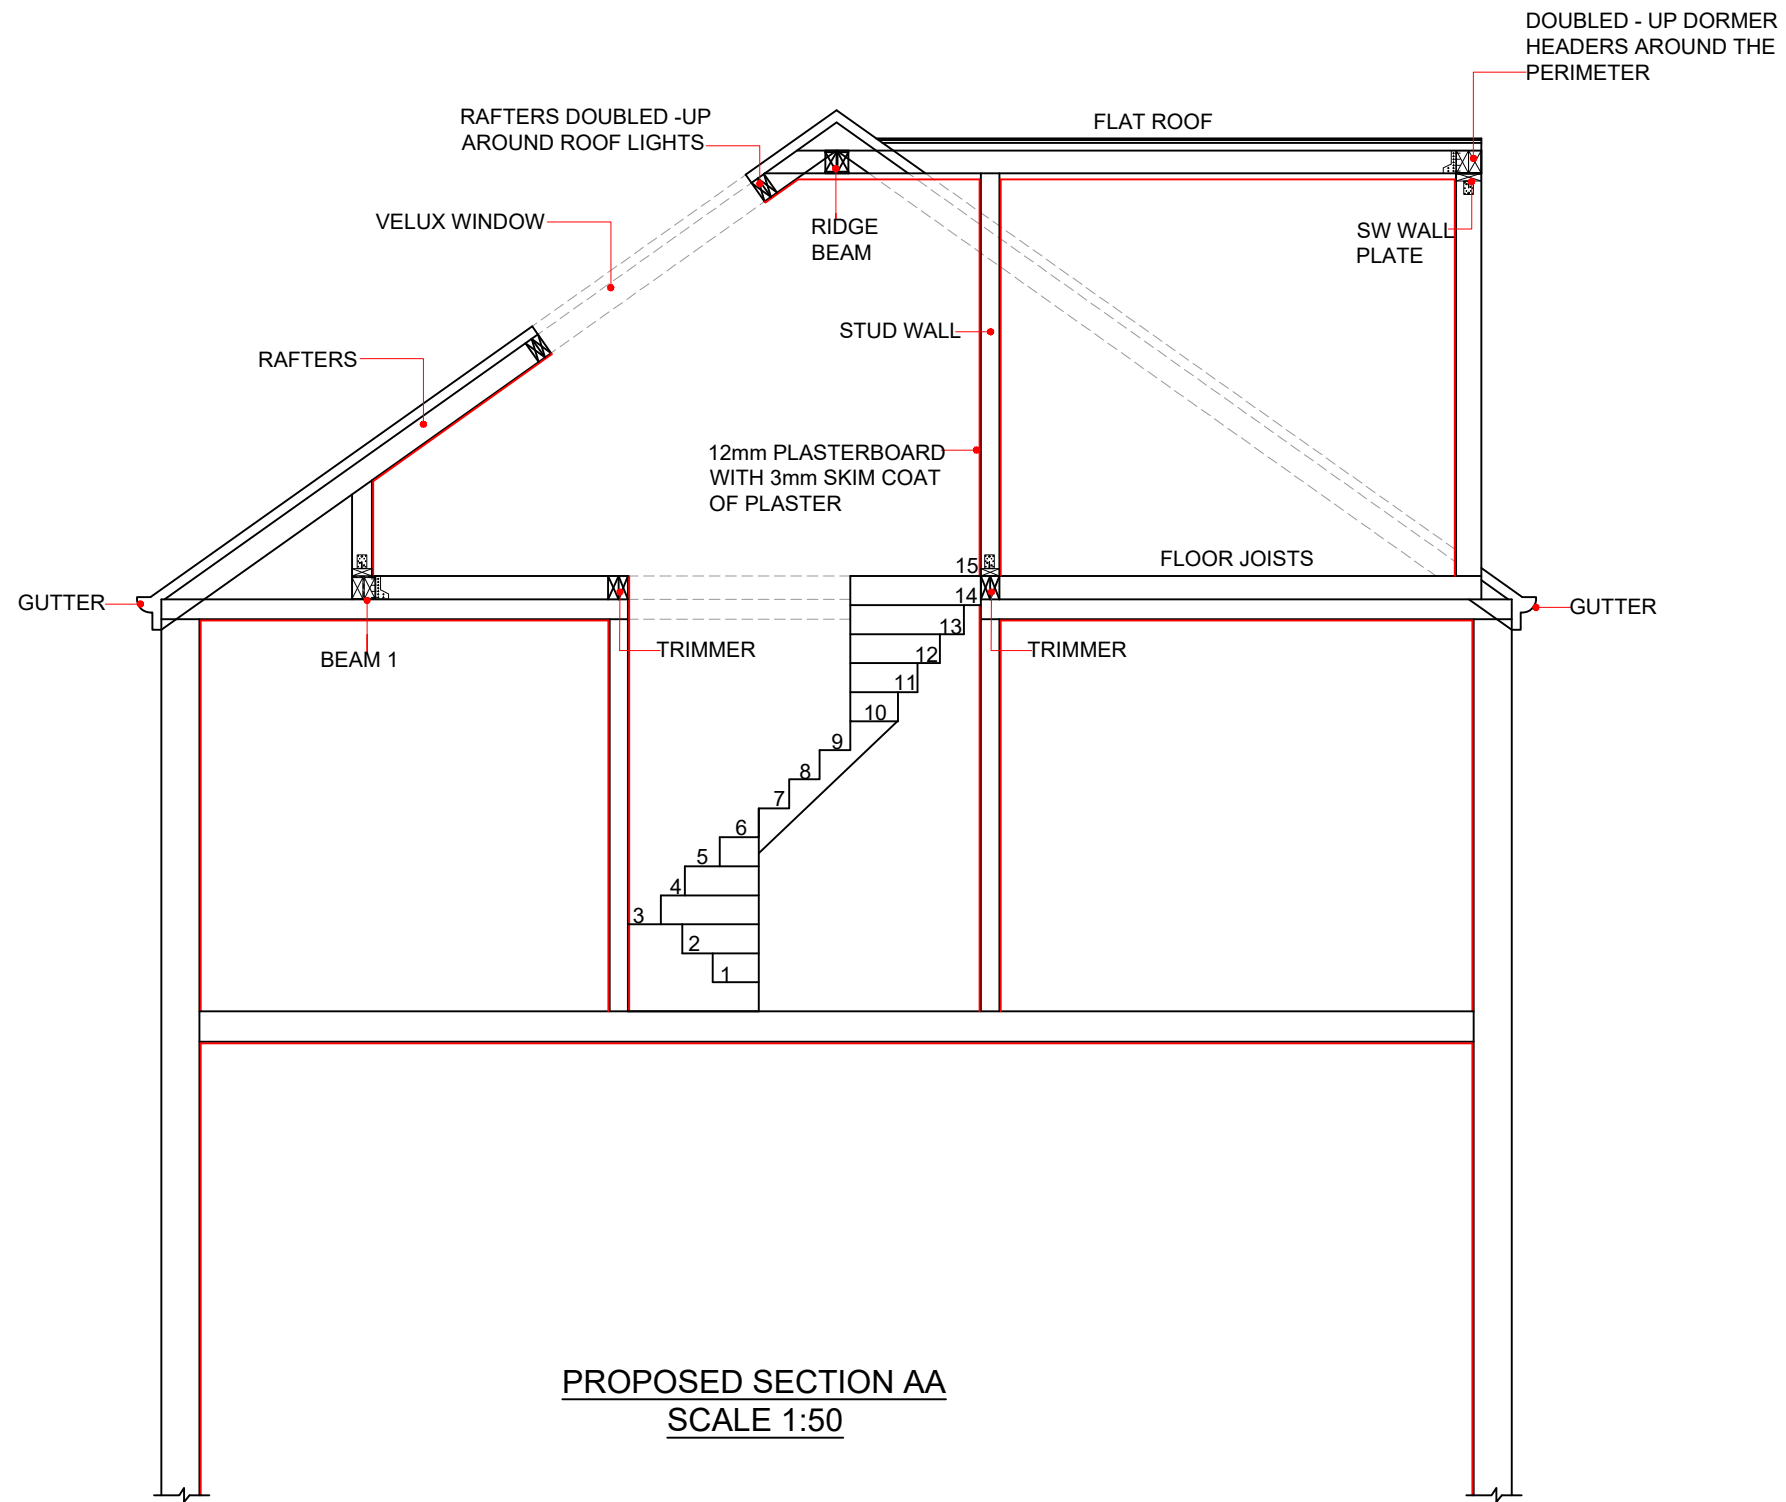 DOUBLED - UP DORMER
HEADERS AROUND THE
PERIMETER
RAFTERS DOUBLED -UP
AROUND ROOF LIGHTS
FLAT ROOF
VELUX WINDOW
RIDGE
BEAM
SW WALL
PLATE
STUD WALL
RAFTERS
12mm PLASTERBOARD
WITH 3mm SKIM COAT
OF PLASTER
15
FLOOR JOISTS
14
GUTTER
GUTTER
13
12
BEAM 1
TRIMMER
TRIMMER
11
10
9
8
7
6
5
4
3
2
1
PROPOSED SECTION AA
SCALE 1:50